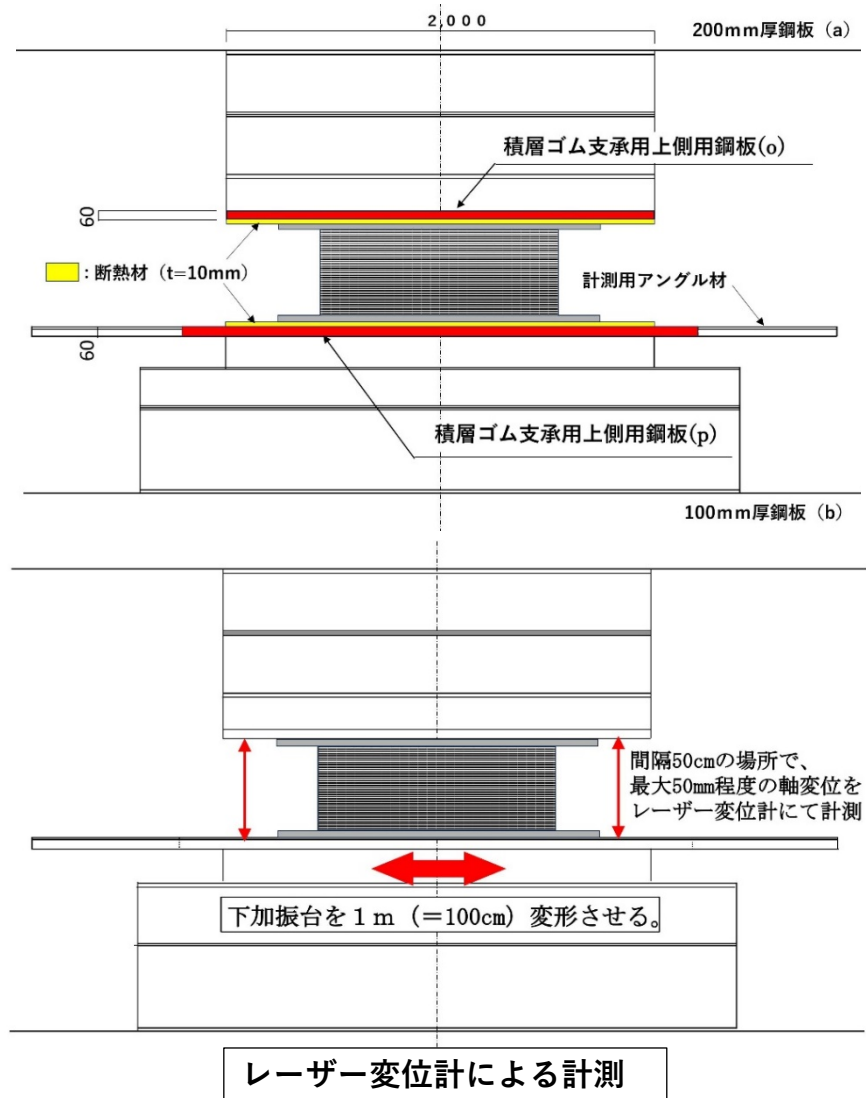 2,000
200mm厚鋼板（a）
積層ゴム支承用上側用鋼板(o)
60
：断熱材（t=10mm）
計測用アングル材
60
積層ゴム支承用上側用鋼板(p)
100mm厚鋼板（b）
間隔50cmの場所で、
最大50mm程度の軸変位を
レーザー変位計にて計測
下加振台を１ｍ（＝100cm）変形させる。
レーザー変位計による計測